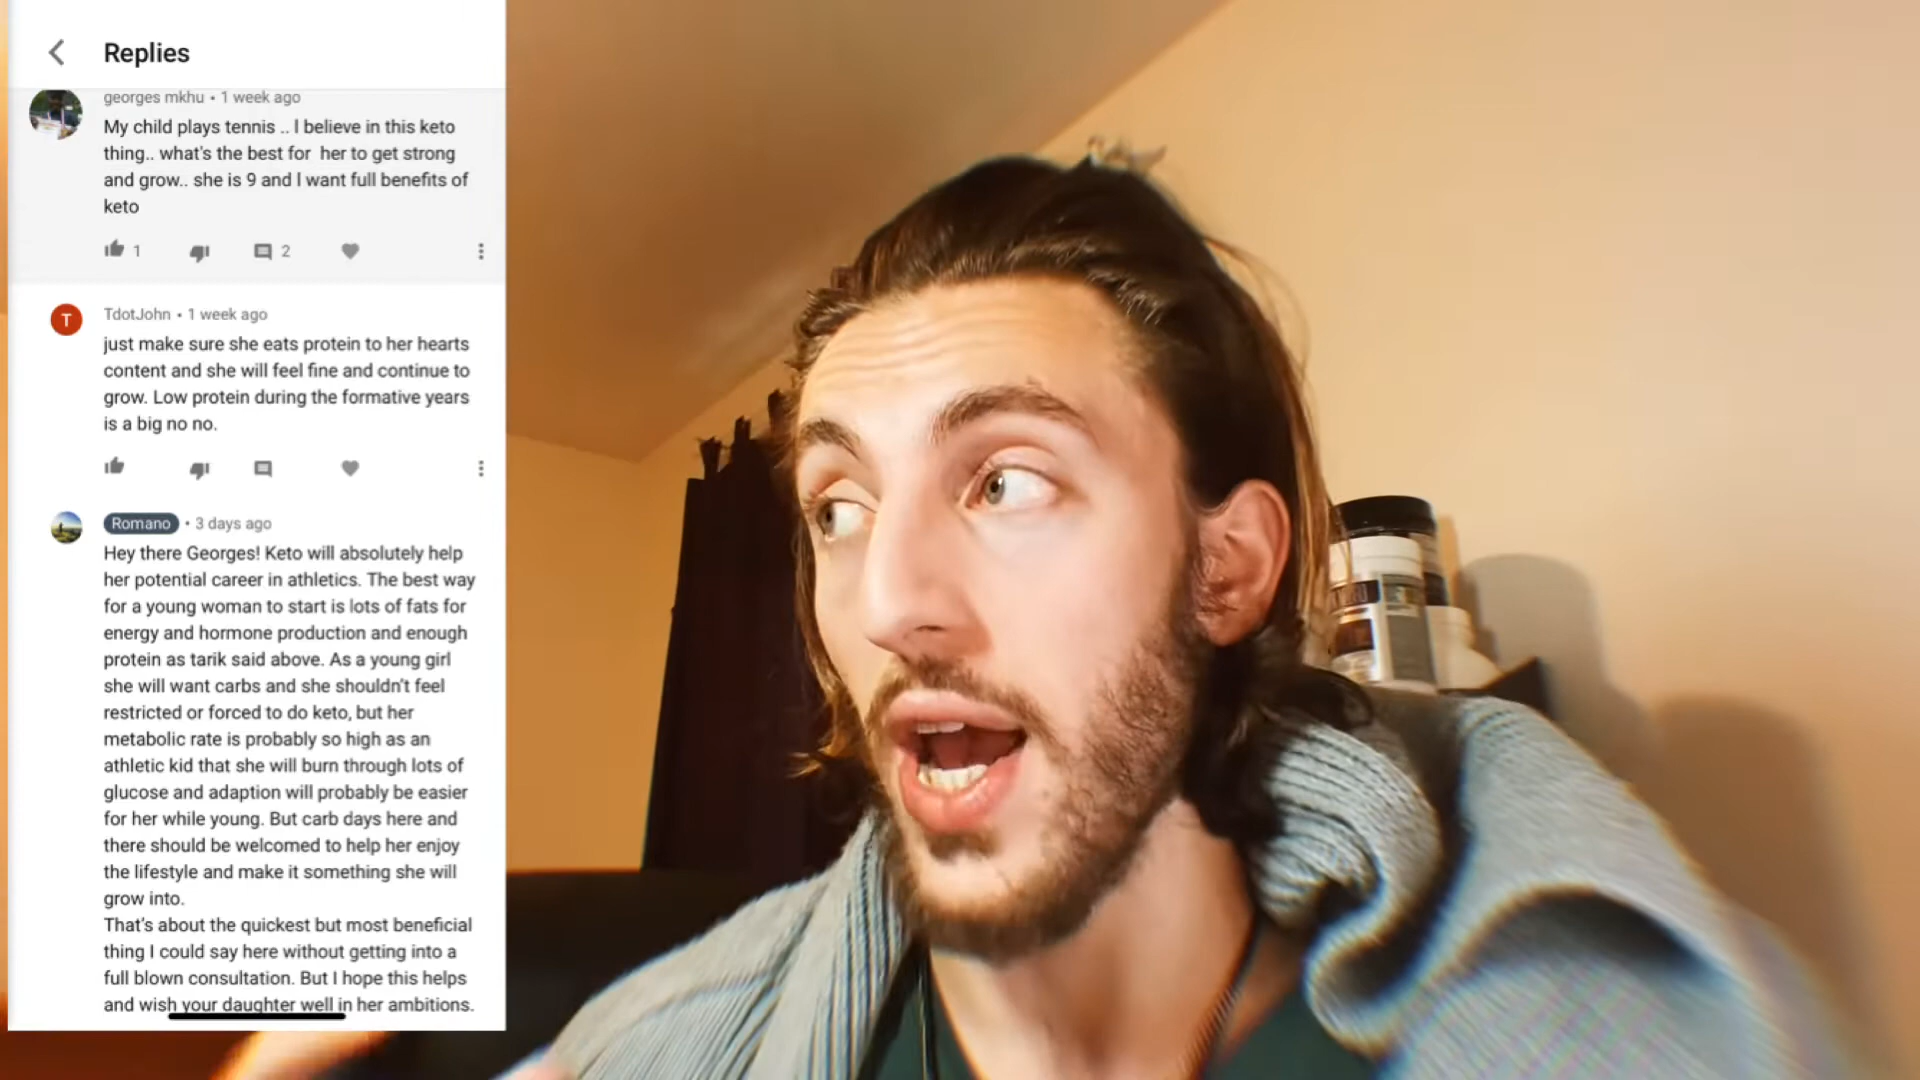 Replies
georges mkhu • 1 week ago
My child plays tennis .. I believe in this keto
thing.. what's the best for  her to get strong
and grow.. she is 9 and I want full benefits of
keto
1
2
T
TdotJohn • 1 week ago
just make sure she eats protein to her hearts
content and she will feel fine and continue to
grow. Low protein during the formative years
is a big no no.
Romano • 3 days ago
Hey there Georges! Keto will absolutely help
her potential career in athletics. The best way
for a young woman to start is lots of fats for
energy and hormone production and enough
protein as tarik said above. As a young girl
she will want carbs and she shouldn't feel
restricted or forced to do keto, but her
metabolic rate is probably so high as an
athletic kid that she will burn through lots of
glucose and adaption will probably be easier
for her while young. But carb days here and
there should be welcomed to help her enjoy
the lifestyle and make it something she will
grow into.
That's about the quickest but most beneficial
thing I could say here without getting into a
full blown consultation. But I hope this helps
and wish your daughter well in her ambitions.